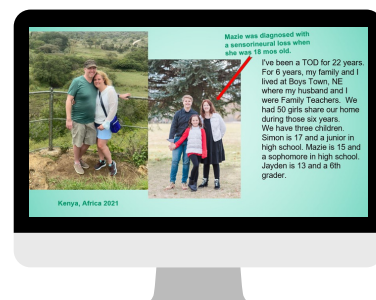 Mazie was diagnosed with
a sensorineural loss when
she was 18 mos old.
I've been a TOD for 22 years.
For 6 years, my family and I
lived at Boys Town, NE
where my husband and I
were Family Teachers. We
had 50 girls share our home
during those six years.
We have three children.
Simon is 17 and a junior in
high school. Mazie is 15 and
a sophomore in high school.
Jayden is 13 and a 6th
grader.
Kenya, Africa 2021